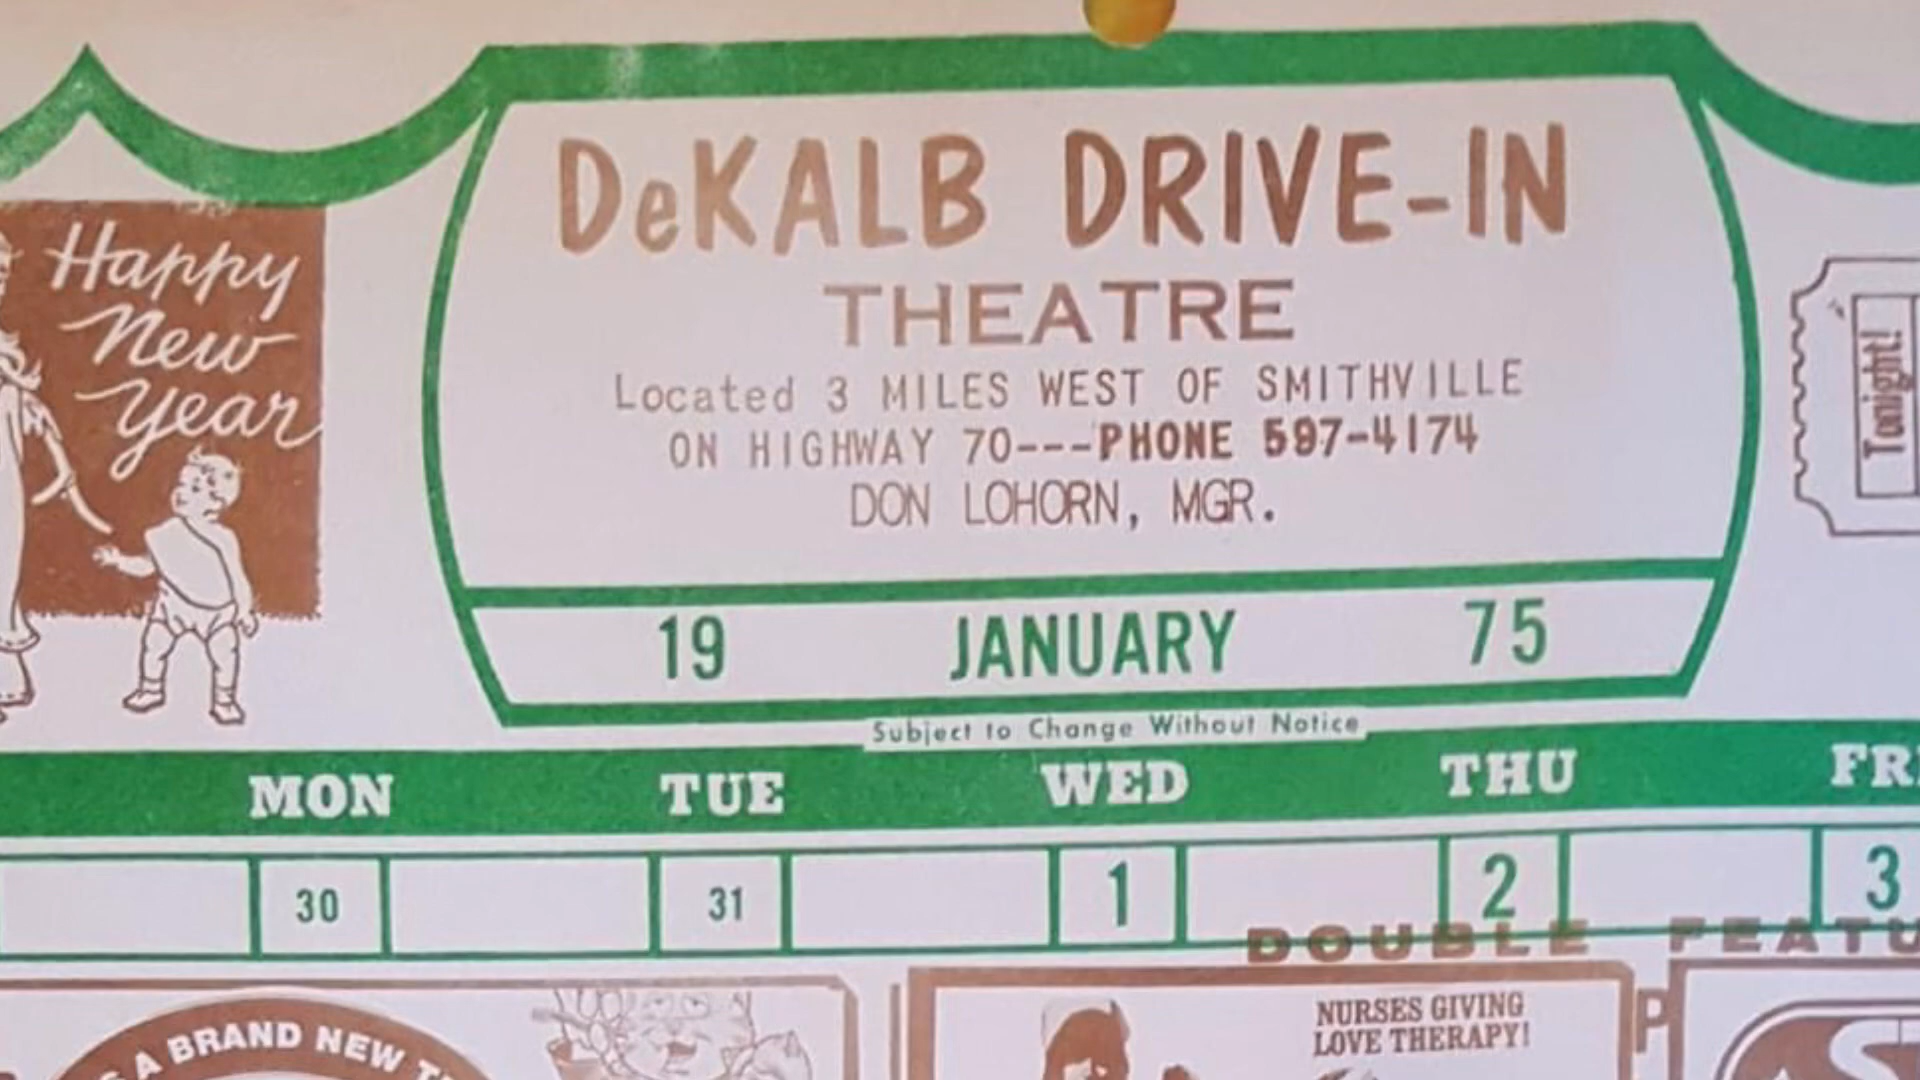 Happy
New
Year
DeKALB DRIVE-IN
THEATRE
Located 3 MILES WEST OF SMITHVILLE
ON HIGHWAY 70---PHONE 597-4174
DON LOHORN, MGR.
Tonight!
19 JANUARY 75
Subject to Change Without Notice
MON TUE WED THU
30 31 1 2 3
DOUBLE
A BRAND NEW
NURSES GIVING
LOVE THERAPY!